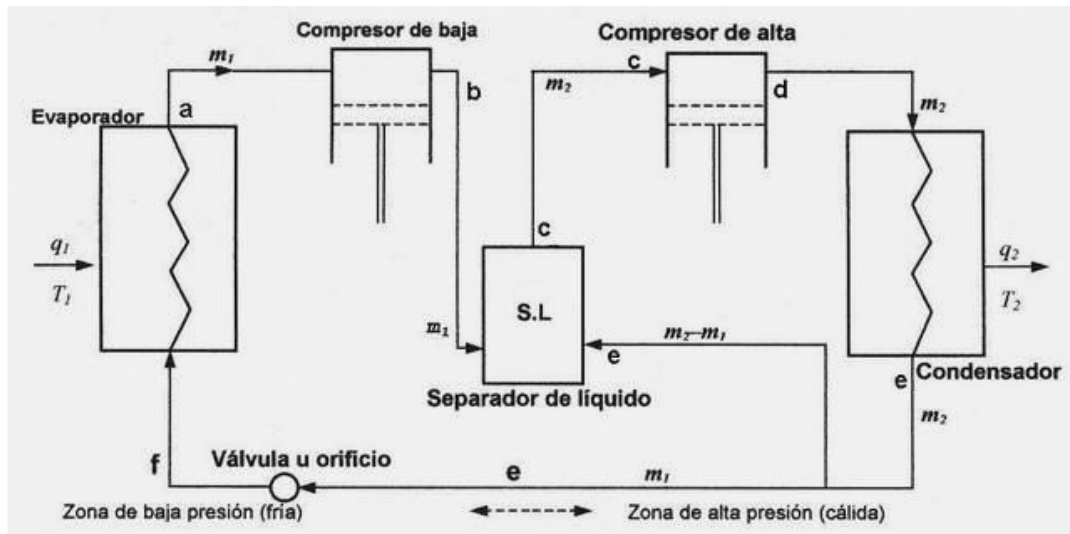 Compresor de baja
Compresor de alta
m₁
a
b
c
m₂
d
m₂
Evaporador
c
q₁
T₁
S.L
q₂
T₂
m₁
m₂–m₁
e
Separador de líquido
e
Condensador
m₂
f
Válvula u orificio
e
m₁
Zona de baja presión (fría)
Zona de alta presión (cálida)